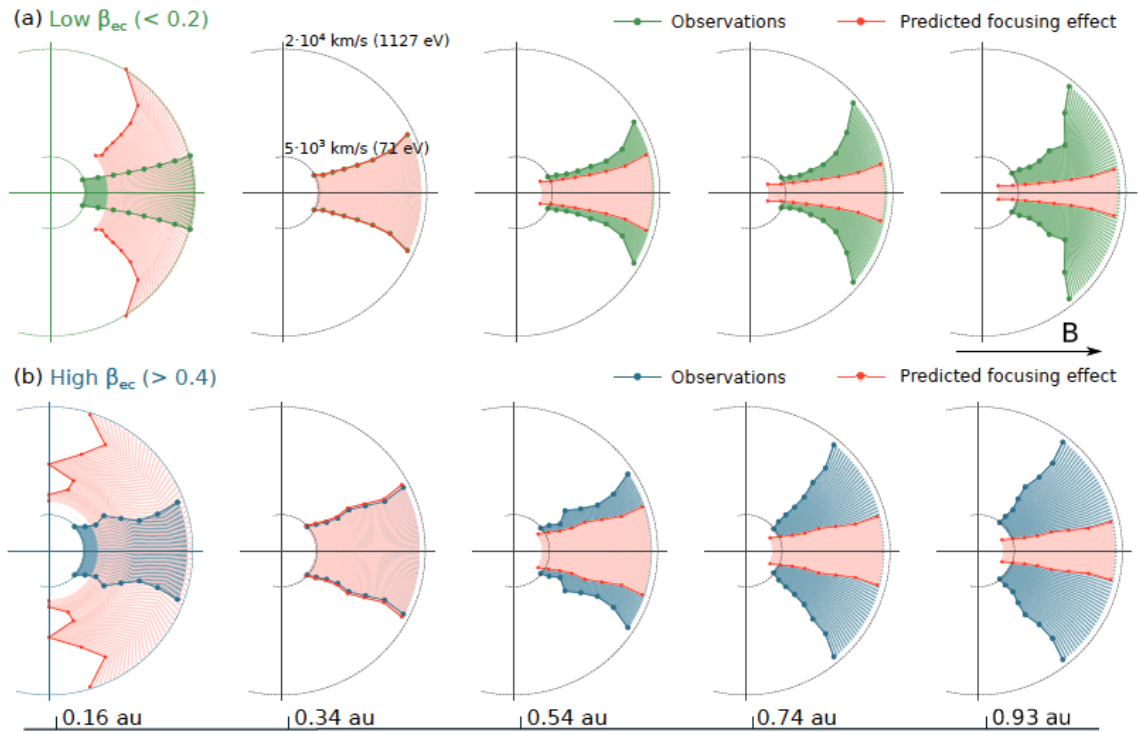 (a) Low βec (< 0.2)
Observations
Predicted focusing effect
2·10⁴ km/s (1127 eV)
5·10³ km/s (71 eV)
B
(b) High βec (> 0.4)
Observations
Predicted focusing effect
0.16 au
0.34 au
0.54 au
0.74 au
0.93 au